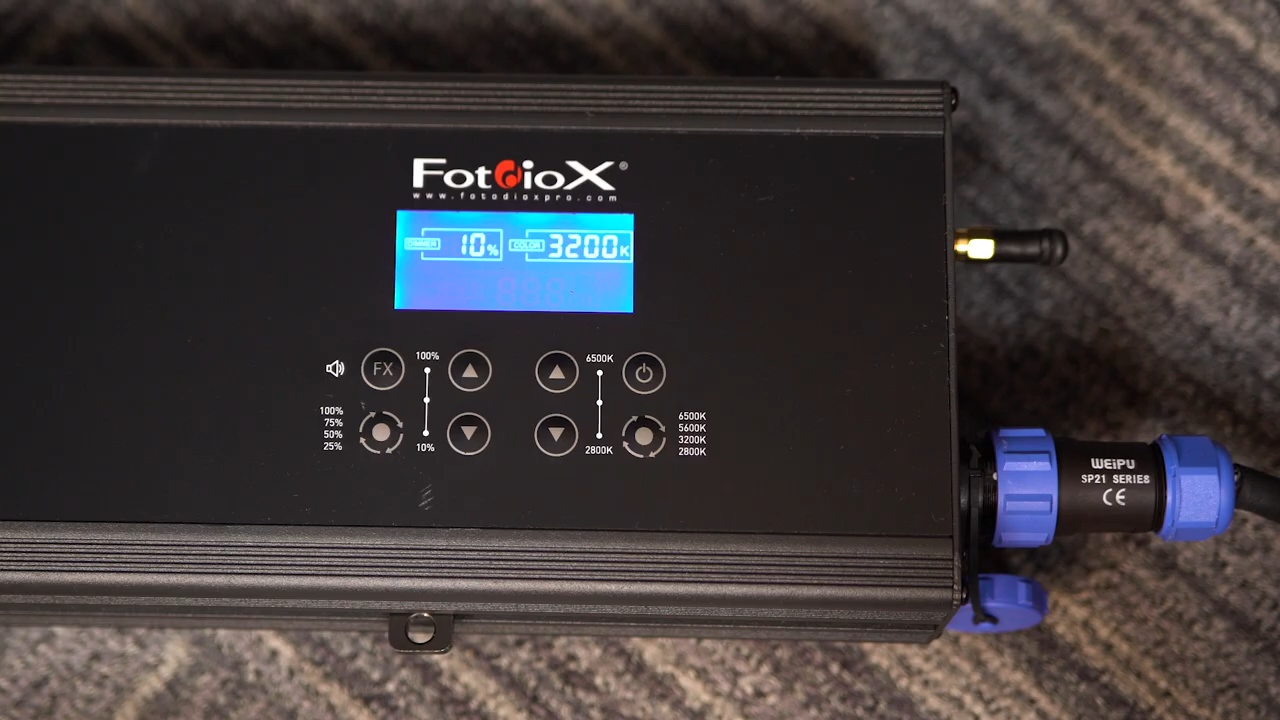 FotodioX®
www.fotodioxpro.com
DIMMER 10% COLOR 3200K
FX 100% 6500K
100%
75%
50%
25%
10% 2800K
6500K
5600K
3200K
2800K
WEIPU
SP21 SERIES
CE